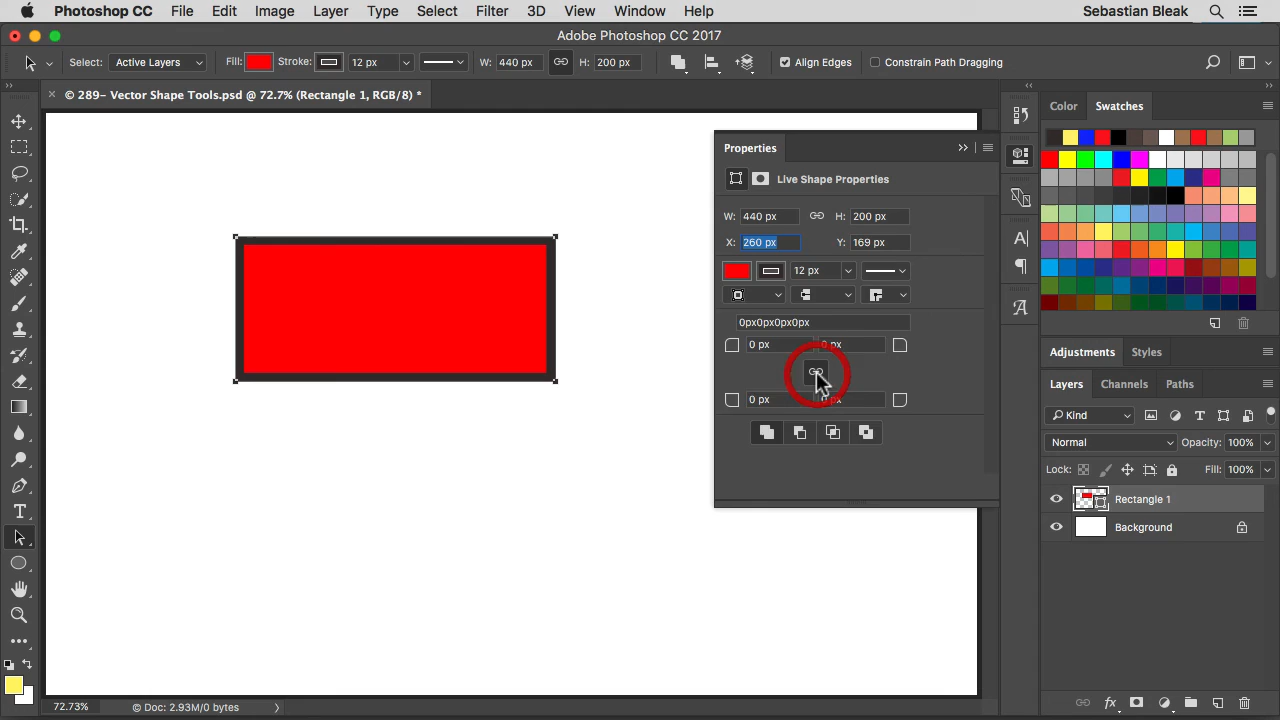 Photoshop CC File Edit Image Layer Type Select Filter 3D View Window Help Sebastian Bleak
Adobe Photoshop CC 2017
Select: Active Layers Fill: Stroke: 12 px W: 440 px H: 200 px Align Edges Constrain Path Dragging
© 289- Vector Shape Tools.psd @ 72.7% (Rectangle 1, RGB/8) *
Color Swatches
Properties
Live Shape Properties
W: 440 px H: 200 px
X: 260 px Y: 169 px
12 px
0px0px0px0px
0 px 0 px
0 px 0 px
Adjustments Styles
Layers Channels Paths
Kind
Normal Opacity: 100%
Lock: Fill: 100%
Rectangle 1
Background
72.73% © Doc: 2.93M/0 bytes